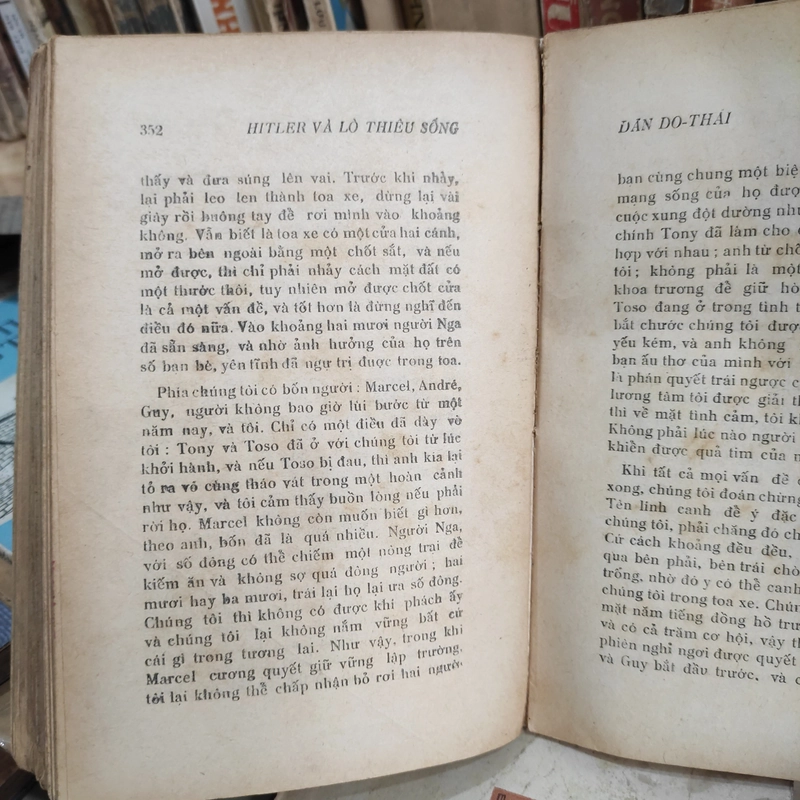 352
HITLER VÀ LÒ THIÊU SỐNG
thấy và đưa súng lên vai. Trước khi nhảy,
lại phải leo ten thành toa xe, dừng lại vài
giây rồi buông tay để rơi mình vào khoảng
không. Vẫn biết là toa xe có một cửa hai cánh,
mở ra bên ngoài bằng một chốt sắt, và nếu
mở được, thì chỉ phải nhảy cách mặt đất có
một thước thôi, tuy nhiên mở được chốt cửa
là cả một vấn đề, và tốt hơn là đừng nghĩ đến
điều đó nữa. Vào khoảng hai mươi người Nga
đã sẵn sàng, và nhờ ảnh hưởng của họ trên
số bạn bè, yên tĩnh đã ngự trị được trong toa.
Phía chúng tôi có bốn người : Marcel, André,
Guy, người không bao giờ lùi bước từ một
năm nay, và tôi. Chỉ có một điều đã dày vò
tôi : Tony và Toso đã ở với chúng tôi từ lúc
khởi hành, và nếu Toso bị đau, thì anh kia lại
tỏ ra vô cùng tháo vát trong một hoàn cảnh
như vậy, và tôi cảm thấy buồn lòng nếu phải
rời họ. Marcel không còn muốn biết gì hơn,
theo anh, bốn đã là quá nhiều. Người Nga,
với số đông có thể chiếm một nông trại để
kiếm ăn và không sợ quá đông người ; hai
mươi hay ba mươi, trái lại họ lại ưa số đông.
Chúng tôi thì không có được khí phách ấy
và chúng tôi lại không nắm vững bất cứ
cái gì trong tương lai. Như vậy, trong khi
Marcel cương quyết giữ vững lập trường,
tôi lại không thể chấp nhận bỏ rơi hai người
DÂN DO-THÁI
bạn cùng chung một biệ
mạng sống của họ đượ
cuộc xung đột dường như
chính Tony đã làm cho
hợp với nhau ; anh từ chố
tôi ; không phải là một
khoa trương để giữ hò
Toso đang ở trong tình t
bắt chước chúng tôi đượ
yếu kém, và anh không
bạn ấu thơ của mình với
là phán quyết trái ngược c
lương tâm tôi được giải th
thì về mặt tình cảm, tôi k
Không phải lúc nào người
khiển được quả tim của m
Khi tất cả mọi vấn đề
xong, chúng tôi đoán chừng
Tên lính canh để ý đặc
chúng tôi, phải chăng đó ch
Cứ cách khoảng đều đều,
qua bên phải, bên trái chò
trống, nhờ đó y có thể canh
chúng tôi trong toa xe. Chún
mặt năm tiếng đồng hồ trư
và có cả trăm cơ hội, vậy th
phiên nghỉ ngơi được quyết
và Guy bắt đầu trước, và c